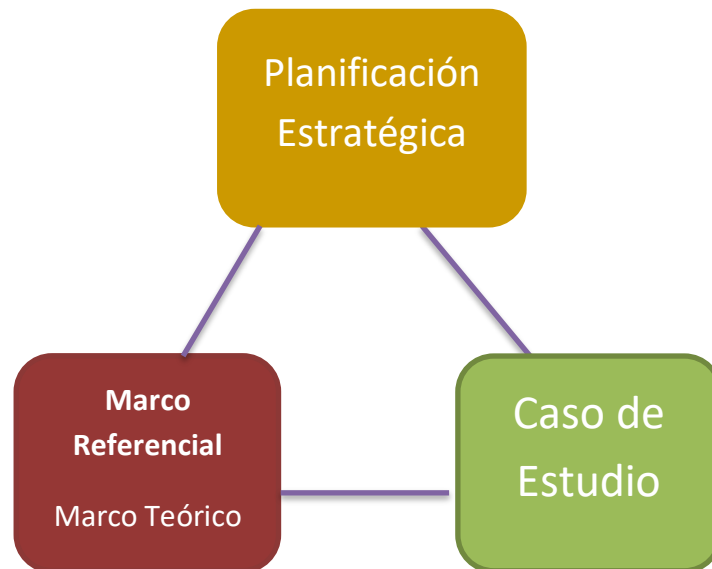 Planificación
Estratégica
Marco
Referencial
Marco Teórico
Caso de
Estudio